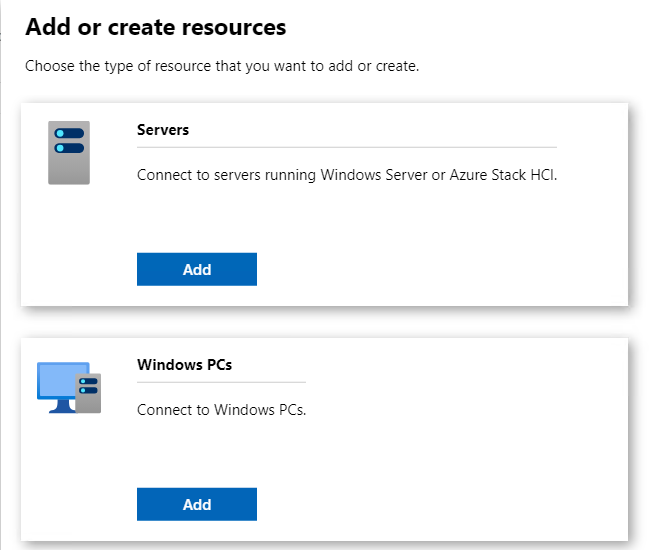 Add or create resources
Choose the type of resource that you want to add or create.
Servers
Connect to servers running Windows Server or Azure Stack HCI.
Add
Windows PCs
Connect to Windows PCs.
Add